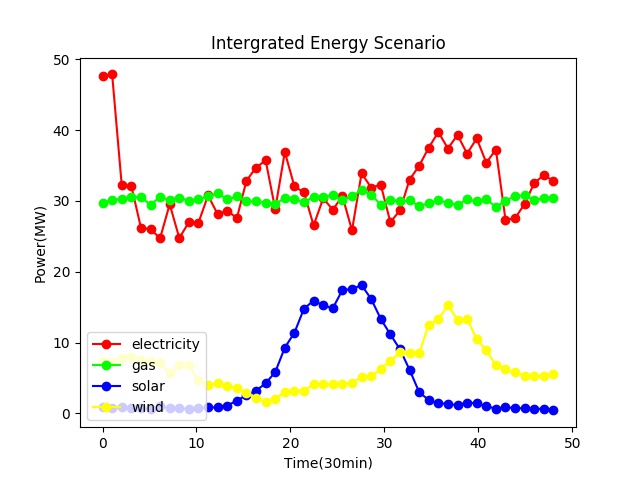 Intergrated Energy Scenario
50
40
30
20
10
0
Power(MW)
electricity
gas
solar
wind
0 10 20 30 40 50
Time(30min)